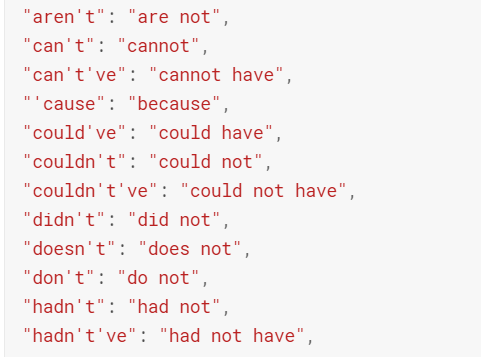 "aren't": "are not",
"can't": "cannot",
"can't've": "cannot have",
"'cause": "because",
"could've": "could have",
"couldn't": "could not",
"couldn't've": "could not have",
"didn't": "did not",
"doesn't": "does not",
"don't": "do not",
"hadn't": "had not",
"hadn't've": "had not have",